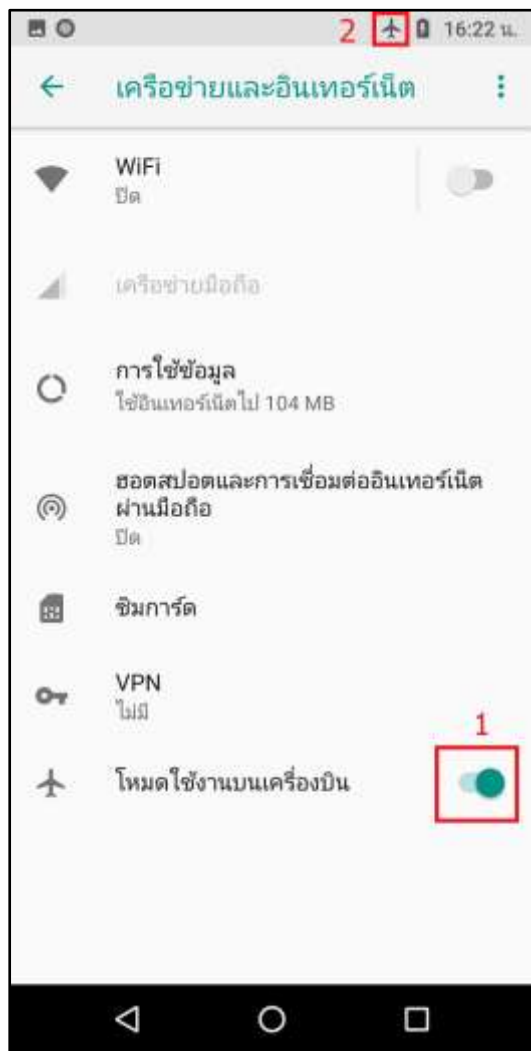 2 16:22 น.
เครือข่ายและอินเทอร์เน็ต
WiFi
ปิด
เครือข่ายมือถือ
การใช้ข้อมูล
ใช้อินเทอร์เน็ตไป 104 MB
ฮอตสปอตและการเชื่อมต่ออินเทอร์เน็ต
ผ่านมือถือ
ปิด
ซิมการ์ด
VPN
ไม่มี
1
โหมดใช้งานบนเครื่องบิน